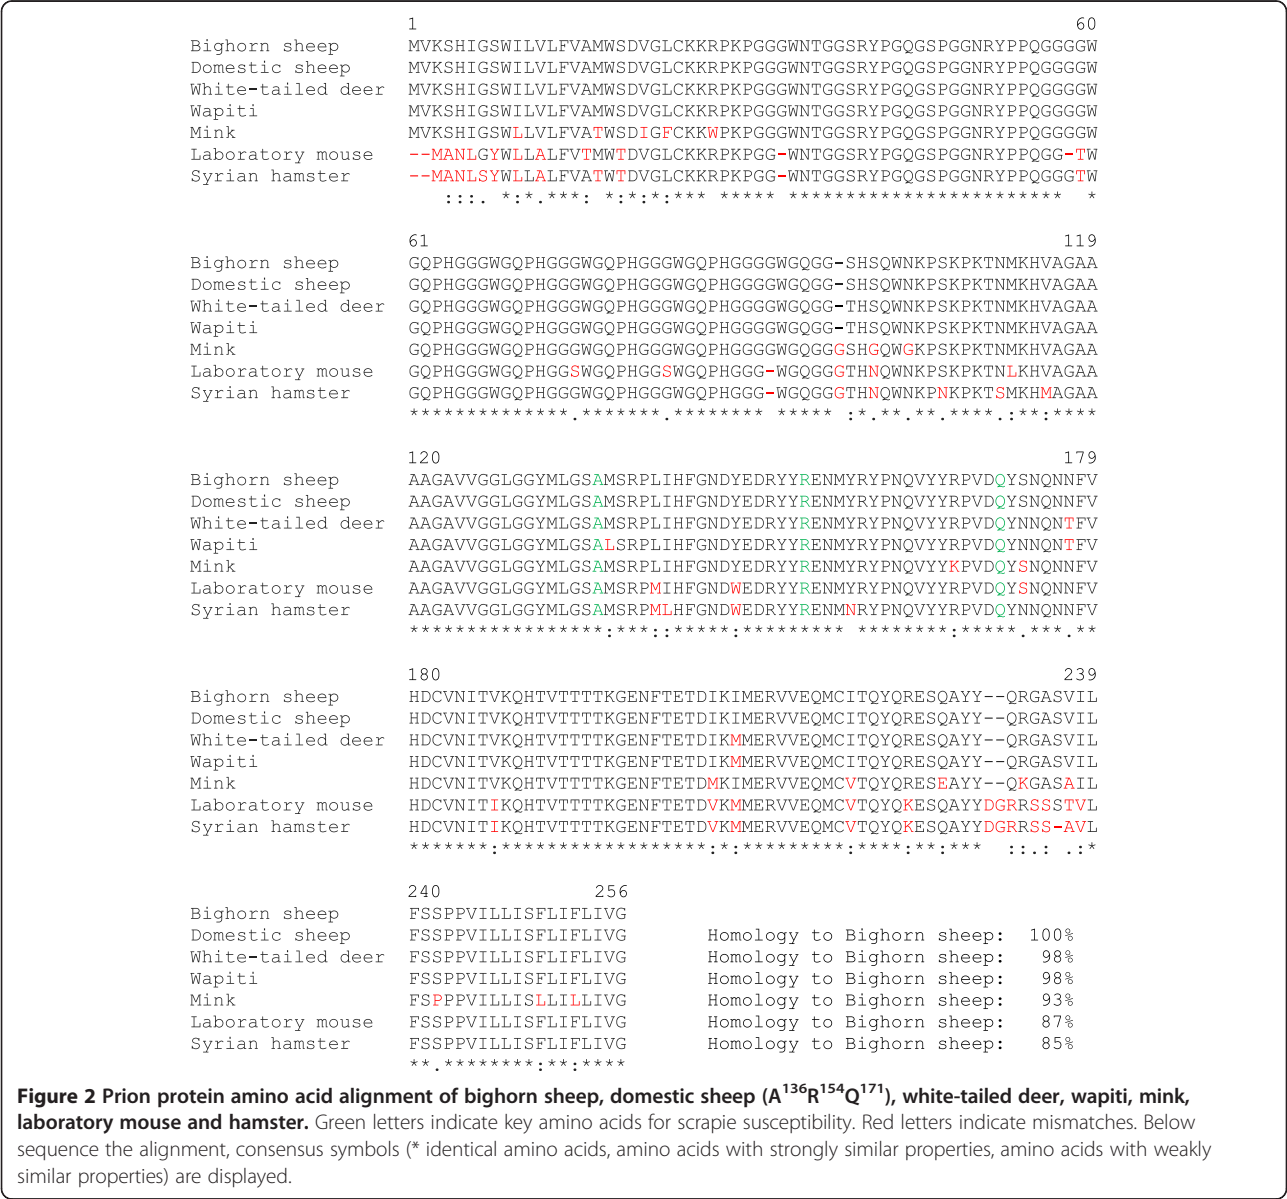 1 60
Bighorn sheep MVKSHIGSWILVLFVAMWSDVGLCKKRPKPGGGWNTGGSRYPGQGSPGGNRYPPQGGGGW
Domestic sheep MVKSHIGSWILVLFVAMWSDVGLCKKRPKPGGGWNTGGSRYPGQGSPGGNRYPPQGGGGW
White-tailed deer MVKSHIGSWILVLFVAMWSDVGLCKKRPKPGGGWNTGGSRYPGQGSPGGNRYPPQGGGGW
Wapiti MVKSHIGSWILVLFVAMWSDVGLCKKRPKPGGGWNTGGSRYPGQGSPGGNRYPPQGGGGW
Mink MVKSHIGSWLLVLFVATWSDIGFCKKWPKPGGGWNTGGSRYPGQGSPGGNRYPPQGGGGW
Laboratory mouse --MANLGYWLLALFVTMWTDVGLCKKRPKPGG-WNTGGSRYPGQGSPGGNRYPPQGG-TW
Syrian hamster --MANLSYWLLALFVATWTDVGLCKKRPKPGG-WNTGGSRYPGQGSPGGNRYPPQGGGTW
:::. *:*.***: *:*:*:*** ***** ************************ *
61 119
Bighorn sheep GQPHGGGWGQPHGGGWGQPHGGGWGQPHGGGGWGQGG-SHSQWNKPSKPKTNMKHVAGAA
Domestic sheep GQPHGGGWGQPHGGGWGQPHGGGWGQPHGGGGWGQGG-SHSQWNKPSKPKTNMKHVAGAA
White-tailed deer GQPHGGGWGQPHGGGWGQPHGGGWGQPHGGGGWGQGG-THSQWNKPSKPKTNMKHVAGAA
Wapiti GQPHGGGWGQPHGGGWGQPHGGGWGQPHGGGGWGQGG-THSQWNKPSKPKTNMKHVAGAA
Mink GQPHGGGWGQPHGGGWGQPHGGGWGQPHGGGGWGQGGGSHGQWGKPSKPKTNMKHVAGAA
Laboratory mouse GQPHGGGWGQPHGGSWGQPHGGSWGQPHGGG-WGQGGGTHNQWNKPSKPKTNLKHVAGAA
Syrian hamster GQPHGGGWGQPHGGGWGQPHGGGWGQPHGGG-WGQGGGTHNQWNKPNKPKTSMKHMAGAA
**************.*******.******** ***** :*.**.**.****.:**:****
120 179
Bighorn sheep AAGAVVGGLGGYMLGSAMSRPLIHFGNDYEDRYYRENMYRYPNQVYYRPVDQYSNQNNFV
Domestic sheep AAGAVVGGLGGYMLGSAMSRPLIHFGNDYEDRYYRENMYRYPNQVYYRPVDQYSNQNNFV
White-tailed deer AAGAVVGGLGGYMLGSAMSRPLIHFGNDYEDRYYRENMYRYPNQVYYRPVDQYNNQNTFV
Wapiti AAGAVVGGLGGYMLGSALSRPLIHFGNDYEDRYYRENMYRYPNQVYYRPVDQYNNQNTFV
Mink AAGAVVGGLGGYMLGSAMSRPLIHFGNDYEDRYYRENMYRYPNQVYYKPVDQYSNQNNFV
Laboratory mouse AAGAVVGGLGGYMLGSAMSRPMIHFGNDWEDRYYRENMYRYPNQVYYRPVDQYSNQNNFV
Syrian hamster AAGAVVGGLGGYMLGSAMSRPMLHFGNDWEDRYYRENMNRYPNQVYYRPVDQYNNQNNFV
*****************:***::*****:********* ********:*****.***.**
180 239
Bighorn sheep HDCVNITVKQHTVTTTTKGENFTETDIKIMERVVEQMCITQYQRESQAYY--QRGASVIL
Domestic sheep HDCVNITVKQHTVTTTTKGENFTETDIKIMERVVEQMCITQYQRESQAYY--QRGASVIL
White-tailed deer HDCVNITVKQHTVTTTTKGENFTETDIKMMERVVEQMCITQYQRESQAYY--QRGASVIL
Wapiti HDCVNITVKQHTVTTTTKGENFTETDIKMMERVVEQMCITQYQRESQAYY--QRGASVIL
Mink HDCVNITVKQHTVTTTTKGENFTETDMKIMERVVEQMCVTQYQRESEAYY--QKGASAIL
Laboratory mouse HDCVNITIKQHTVTTTTKGENFTETDVKMMERVVEQMCVTQYQKESQAYYDGRRSSSTVL
Syrian hamster HDCVNITIKQHTVTTTTKGENFTETDVKMMERVVEQMCVTQYQKESQAYYDGRRSS-AVL
*******:******************:*:*********:****:**:*** ::.: .:*
240 256
Bighorn sheep FSSPPVILLISFLIFLIVG
Domestic sheep FSSPPVILLISFLIFLIVG Homology to Bighorn sheep: 100%
White-tailed deer FSSPPVILLISFLIFLIVG Homology to Bighorn sheep: 98%
Wapiti FSSPPVILLISFLIFLIVG Homology to Bighorn sheep: 98%
Mink FSPPPVILLISLLILLIVG Homology to Bighorn sheep: 93%
Laboratory mouse FSSPPVILLISFLIFLIVG Homology to Bighorn sheep: 87%
Syrian hamster FSSPPVILLISFLIFLIVG Homology to Bighorn sheep: 85%
**.********:**:****
Figure 2 Prion protein amino acid alignment of bighorn sheep, domestic sheep (A136R154Q171), white-tailed deer, wapiti, mink,
laboratory mouse and hamster. Green letters indicate key amino acids for scrapie susceptibility. Red letters indicate mismatches. Below
sequence the alignment, consensus symbols (* identical amino acids, amino acids with strongly similar properties, amino acids with weakly
similar properties) are displayed.